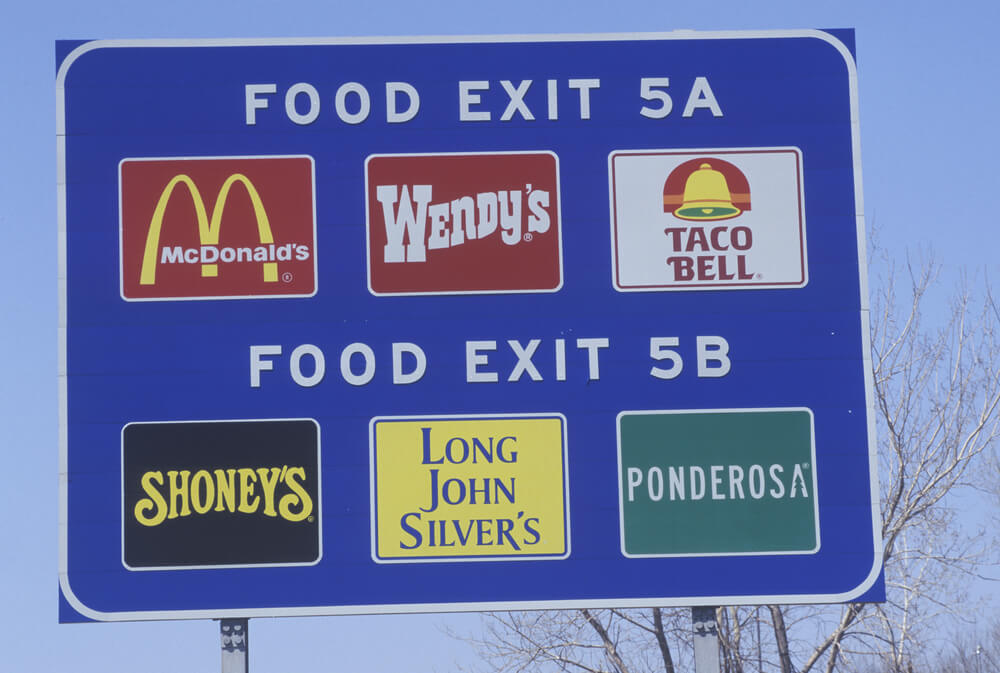 FOOD EXIT 5A
McDonald's ®
WENDY'S ®
TACO
BELL ®
FOOD EXIT 5B
SHONEY'S ®
LONG
JOHN
SILVER'S
PONDEROSA ®